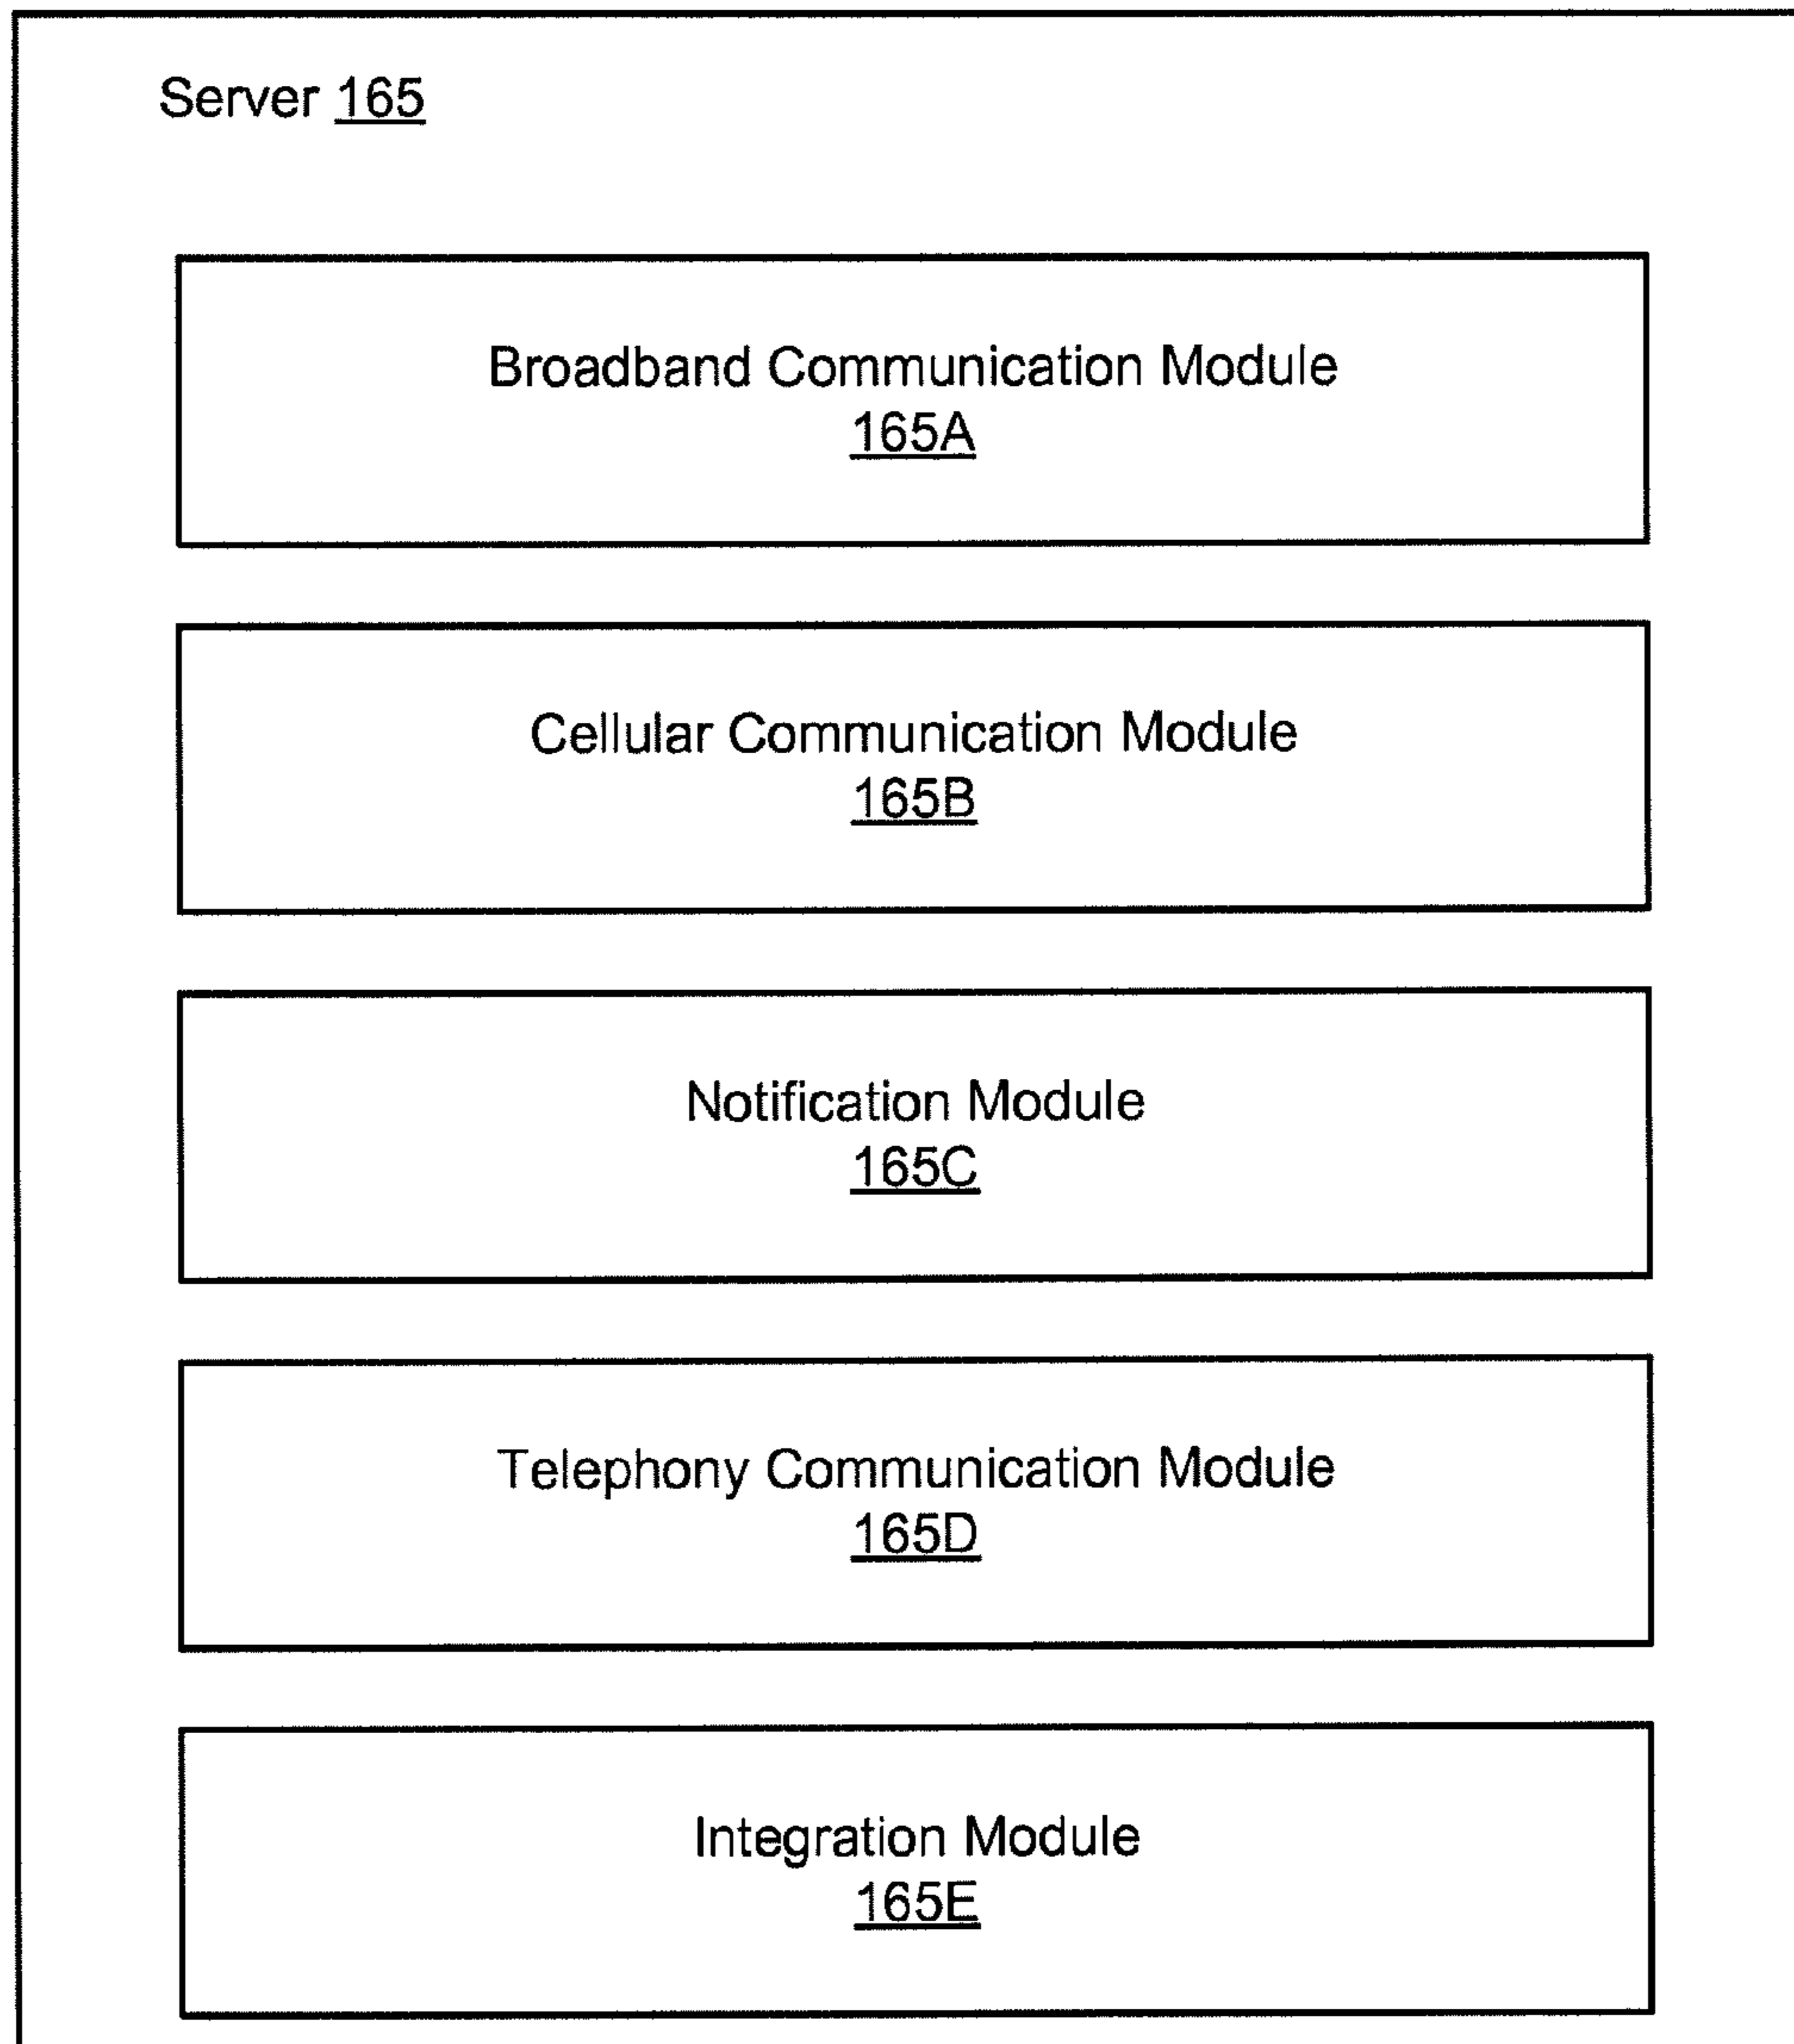 Server 165
Broadband Communication Module
165A
Cellular Communication Module
165B
Notification Module
165C
Telephony Communication Module
165D
Integration Module
165E